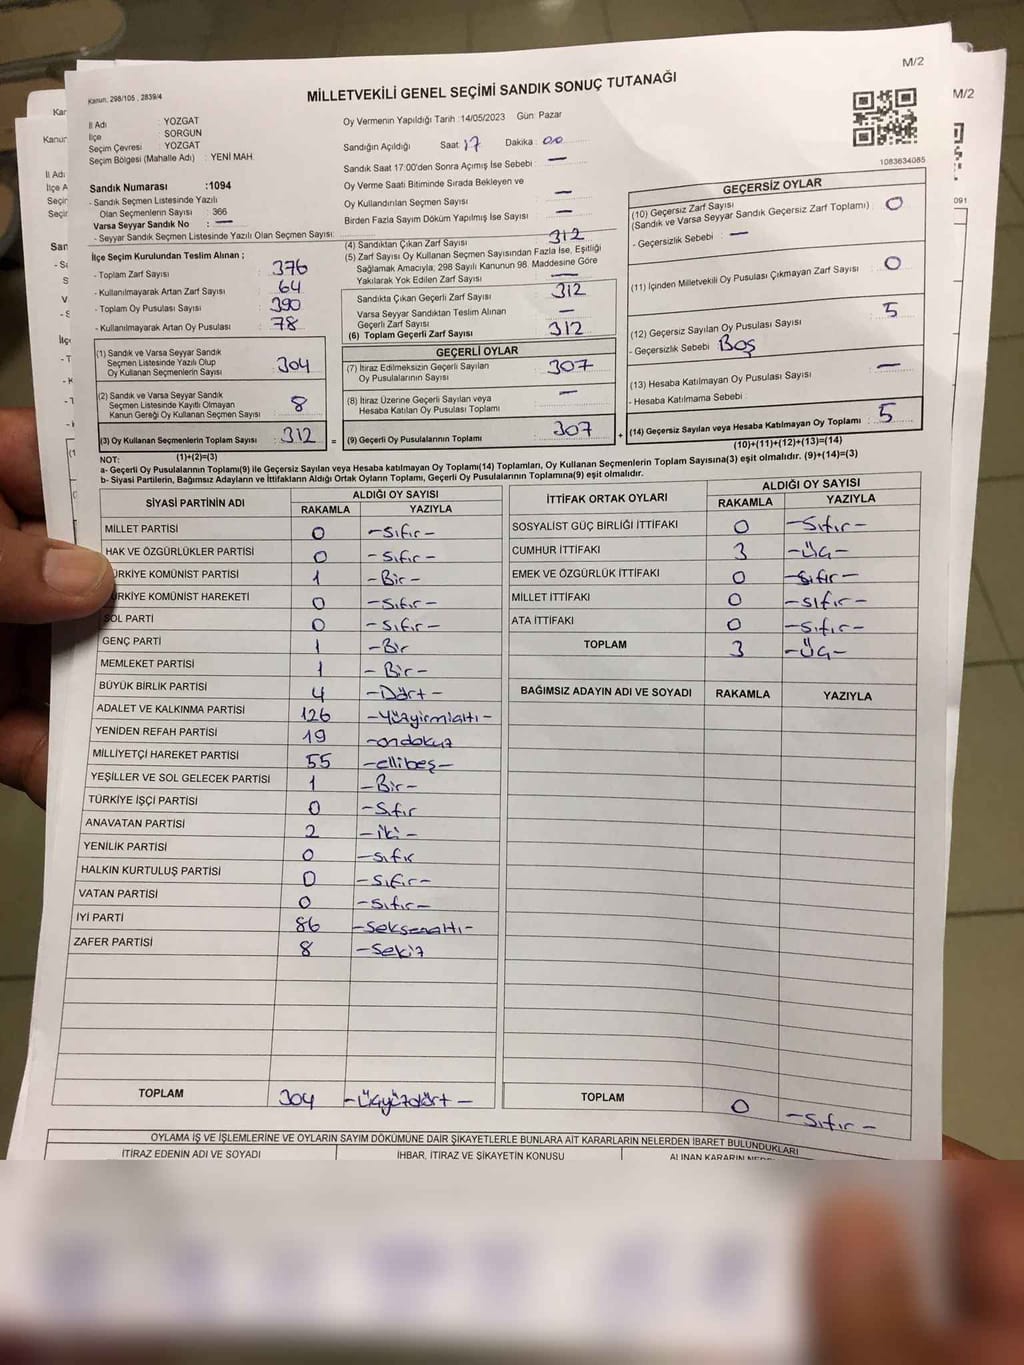 M/2
Kanun: 298/105 , 2839/4
MİLLETVEKİLİ GENEL SEÇİMİ SANDIK SONUÇ TUTANAĞI
İl Adı : YOZGAT
İlçe : SORGUN
Seçim Çevresi : YOZGAT
Seçim Bölgesi (Mahalle Adı) : YENİ MAH.
Sandık Numarası :1094
- Sandık Seçmen Listesinde Yazılı
Olan Seçmenlerin Sayısı : 366
Varsa Seyyar Sandık No : —
- Seyyar Sandık Seçmen Listesinde Yazılı Olan Seçmen Sayısı:
Oy Vermenin Yapıldığı Tarih :14/05/2023 Gün: Pazar
Sandığın Açıldığı Saat: 17 Dakika: 00
Sandık Saat 17:00'den Sonra Açımış İse Sebebi : —
Oy Verme Saati Bitiminde Sırada Bekleyen ve
Oy Kullandırılan Seçmen Sayısı : —
Birden Fazla Sayım Döküm Yapılmış İse Sayısı : —
1083634085
İlçe Seçim Kurulundan Teslim Alınan ;
- Toplam Zarf Sayısı : 376
- Kullanılmayarak Artan Zarf Sayısı : 64
- Toplam Oy Pusulası Sayısı : 390
- Kullanılmayarak Artan Oy Pusulası : 78
(1) Sandık ve Varsa Seyyar Sandık
Seçmen Listesinde Yazılı Olup
Oy Kullanan Seçmenlerin Sayısı : 304
(2) Sandık ve Varsa Seyyar Sandık
Seçmen Listesinde Kayıtlı Olmayan
Kanun Gereği Oy Kullanan Seçmen Sayısı : 8
(3) Oy Kullanan Seçmenlerin Toplam Sayısı : 312
(4) Sandıktan Çıkan Zarf Sayısı : 312
(5) Zarf Sayısı Oy Kullanan Seçmen Sayısından Fazla İse, Eşitliği
Sağlamak Amacıyla; 298 Sayılı Kanunun 98. Maddesine Göre
Yakılarak Yok Edilen Zarf Sayısı : —
Sandıkta Çıkan Geçerli Zarf Sayısı : 312
Varsa Seyyar Sandıktan Teslim Alınan
Geçerli Zarf Sayısı : —
(6) Toplam Geçerli Zarf Sayısı : 312
GEÇERLİ OYLAR
(7) İtiraz Edilmeksizin Geçerli Sayılan
Oy Pusulalarının Sayısı : 307
(8) İtiraz Üzerine Geçerli Sayılan veya
Hesaba Katılan Oy Pusulası Toplamı : —
= (9) Geçerli Oy Pusulalarının Toplamı : 307
GEÇERSİZ OYLAR
(10) Geçersiz Zarf Sayısı
(Sandık ve Varsa Seyyar Sandık Geçersiz Zarf Toplamı) : 0
- Geçersizlik Sebebi : —
(11) İçinden Milletvekili Oy Pusulası Çıkmayan Zarf Sayısı : 0
(12) Geçersiz Sayılan Oy Pusulası Sayısı : 5
- Geçersizlik Sebebi : Boş
(13) Hesaba Katılmayan Oy Pusulası Sayısı : —
- Hesaba Katılmama Sebebi :
+ (14) Geçersiz Sayılan veya Hesaba Katılmayan Oy Toplamı : 5
NOT: (1)+(2)=(3)
(10)+(11)+(12)+(13)=(14)
a- Geçerli Oy Pusulalarının Toplamı(9) ile Geçersiz Sayılan veya Hesaba katılmayan Oy Toplamı(14) Toplamları, Oy Kullanan Seçmenlerin Toplam Sayısına(3) eşit olmalıdır. (9)+(14)=(3)
b- Siyasi Partilerin, Bağımsız Adayların ve İttifakların Aldığı Ortak Oyların Toplamı, Geçerli Oy Pusulalarının Toplamına(9) eşit olmalıdır.
SİYASİ PARTİNİN ADI ALDIĞI OY SAYISI
RAKAMLA YAZIYLA
MİLLET PARTİSİ 0 -Sıfır-
HAK VE ÖZGÜRLÜKLER PARTİSİ 0 -Sıfır-
ÜRKİYE KOMÜNİST PARTİSİ 1 -Bir-
ÜRKİYE KOMÜNİST HAREKETİ 0 -Sıfır-
SOL PARTİ 0 -Sıfır-
GENÇ PARTİ 1 -Bir
MEMLEKET PARTİSİ 1 -Bir-
BÜYÜK BİRLİK PARTİSİ 4 -Dört-
ADALET VE KALKINMA PARTİSİ 126 -Yüzyirmialtı-
YENİDEN REFAH PARTİSİ 19 -ondokuz
MİLLİYETÇİ HAREKET PARTİSİ 55 -ellibeş-
YEŞİLLER VE SOL GELECEK PARTİSİ 1 -Bir-
TÜRKİYE İŞÇİ PARTİSİ 0 -Sıfır
ANAVATAN PARTİSİ 2 -iki-
YENİLİK PARTİSİ 0 -sıfır
HALKIN KURTULUŞ PARTİSİ 0 -Sıfır-
VATAN PARTİSİ 0 -Sıfır-
İYİ PARTİ 86 -Seksenaltı-
ZAFER PARTİSİ 8 -Sekiz
TOPLAM 304 -Üçyüzdört-
İTTİFAK ORTAK OYLARI ALDIĞI OY SAYISI
RAKAMLA YAZIYLA
SOSYALİST GÜÇ BİRLİĞİ İTTİFAKI 0 -Sıfır-
CUMHUR İTTİFAKI 3 -Üç-
EMEK VE ÖZGÜRLÜK İTTİFAKI 0 -Sıfır-
MİLLET İTTİFAKI 0 -sıfır-
ATA İTTİFAKI 0 -Sıfır-
TOPLAM 3 -Üç-
BAĞIMSIZ ADAYIN ADI VE SOYADI RAKAMLA YAZIYLA
TOPLAM 0 -Sıfır-
OYLAMA İŞ VE İŞLEMLERİNE VE OYLARIN SAYIM DÖKÜMÜNE DAİR ŞİKAYETLERLE BUNLARA AİT KARARLARIN NELERDEN İBARET BULUNDUKLARI
İTİRAZ EDENİN ADI VE SOYADI İHBAR, İTİRAZ VE ŞİKAYETİN KONUSU ALINAN KARARIN
M/2
091